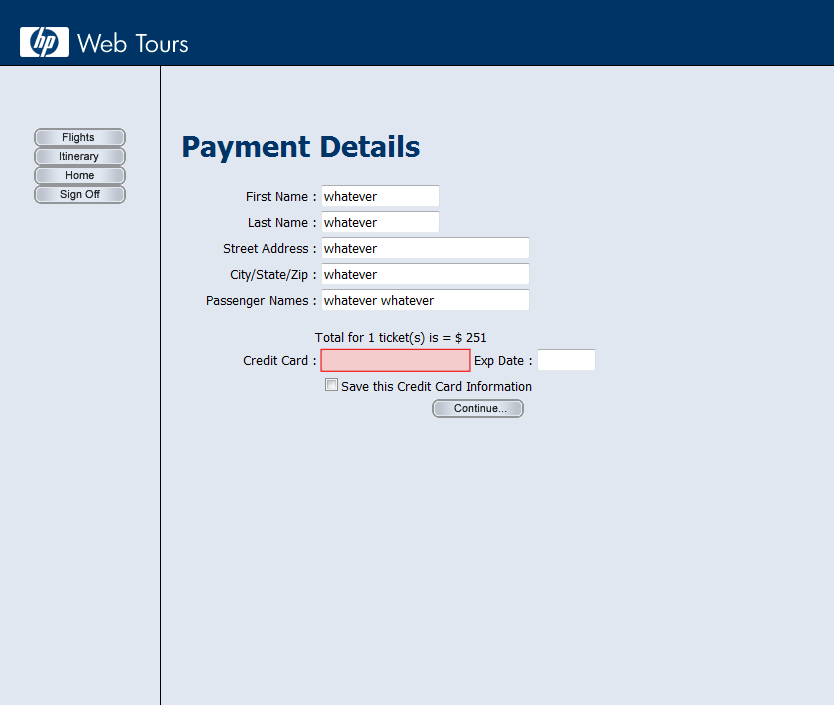 hp Web Tours
Flights
Itinerary
Home
Sign Off
Payment Details
First Name : whatever
Last Name : whatever
Street Address : whatever
City/State/Zip : whatever
Passenger Names : whatever whatever
Total for 1 ticket(s) is = $ 251
Credit Card : Exp Date :
Save this Credit Card Information
Continue...